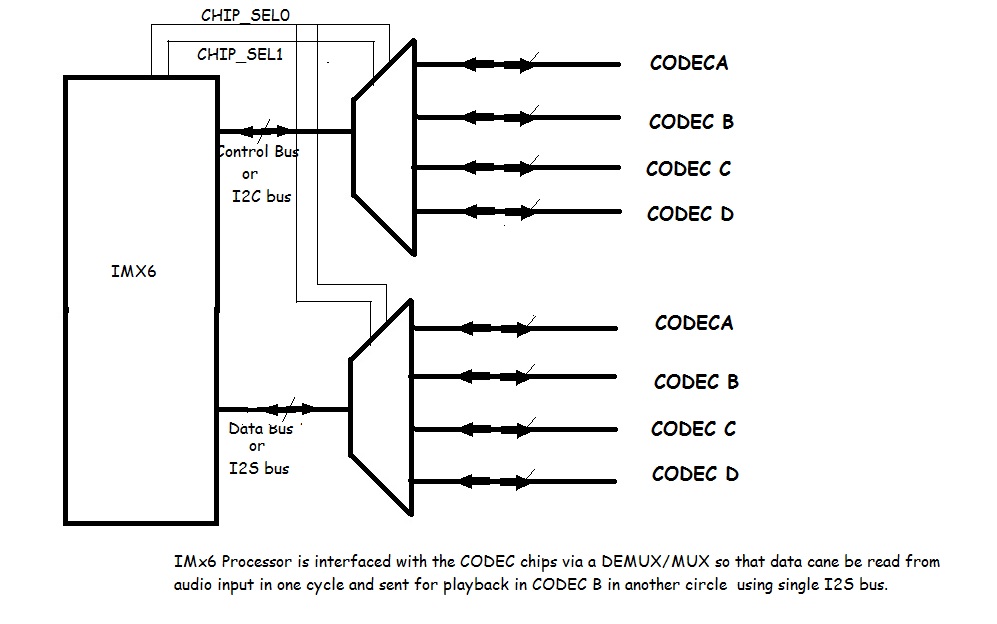 CHIP_SEL0
CHIP_SEL1
CODECA
CODEC B
Control Bus
or
I2C bus
CODEC C
CODEC D
IMX6
CODECA
CODEC B
Data Bus
or
I2S bus
CODEC C
CODEC D
IMx6 Processor is interfaced with the CODEC chips via a DEMUX/MUX so that data cane be read from
audio input in one cycle and sent for playback in CODEC B in another circle using single I2S bus.